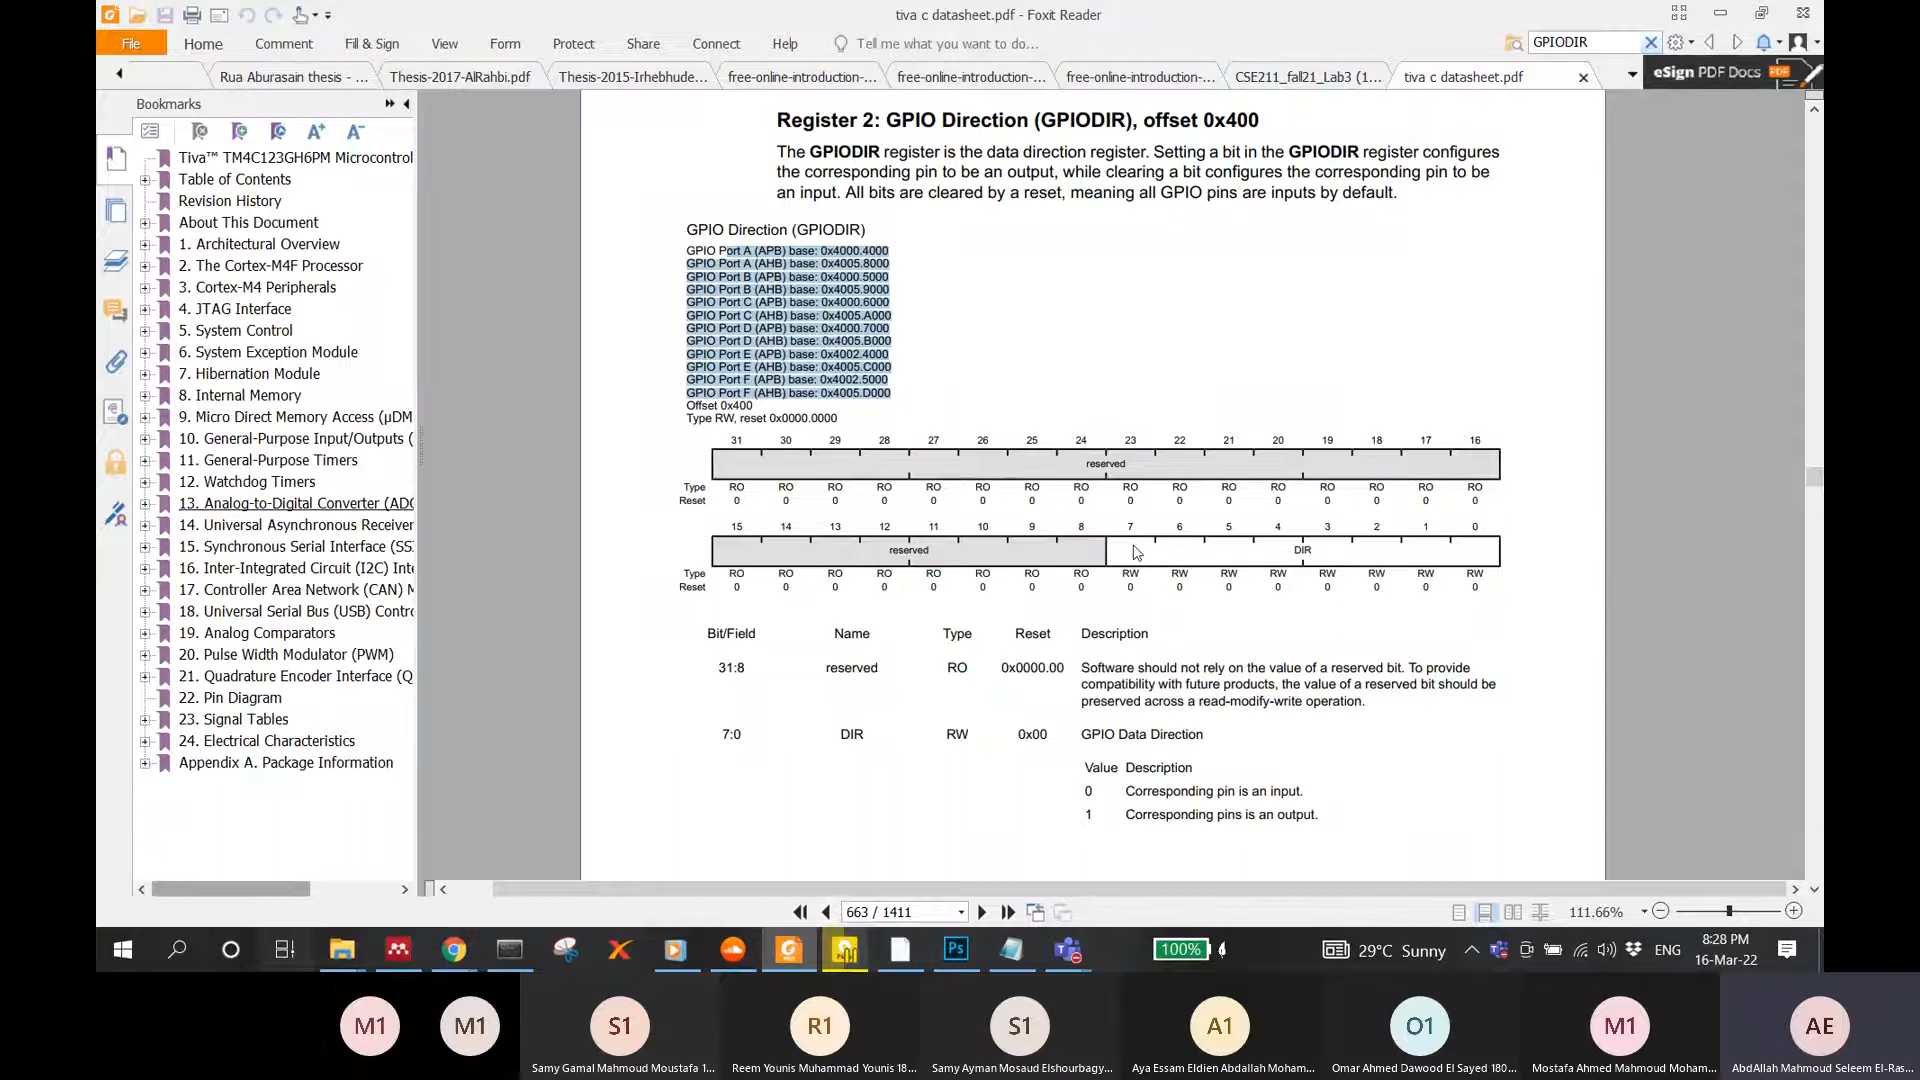 tiva c datasheet.pdf - Foxit Reader
File Home Comment Fill & Sign View Form Protect Share Connect Help Tell me what you want to do... GPIODIR
Rua Aburasain thesis - ... Thesis-2017-AlRahbi.pdf Thesis-2015-Irhebhude... free-online-introduction-... free-online-introduction-... free-online-introduction-... CSE211_fall21_Lab3 (1... tiva c datasheet.pdf eSign PDF Docs PDF
Bookmarks
Tiva™ TM4C123GH6PM Microcontrol
Table of Contents
Revision History
About This Document
1. Architectural Overview
2. The Cortex-M4F Processor
3. Cortex-M4 Peripherals
4. JTAG Interface
5. System Control
6. System Exception Module
7. Hibernation Module
8. Internal Memory
9. Micro Direct Memory Access (μDM
10. General-Purpose Input/Outputs (
11. General-Purpose Timers
12. Watchdog Timers
13. Analog-to-Digital Converter (ADC
14. Universal Asynchronous Receiver
15. Synchronous Serial Interface (SS
16. Inter-Integrated Circuit (I2C) Inte
17. Controller Area Network (CAN) M
18. Universal Serial Bus (USB) Contro
19. Analog Comparators
20. Pulse Width Modulator (PWM)
21. Quadrature Encoder Interface (Q
22. Pin Diagram
23. Signal Tables
24. Electrical Characteristics
Appendix A. Package Information
Register 2: GPIO Direction (GPIODIR), offset 0x400
The GPIODIR register is the data direction register. Setting a bit in the GPIODIR register configures
the corresponding pin to be an output, while clearing a bit configures the corresponding pin to be
an input. All bits are cleared by a reset, meaning all GPIO pins are inputs by default.
GPIO Direction (GPIODIR)
GPIO Port A (APB) base: 0x4000.4000
GPIO Port A (AHB) base: 0x4005.8000
GPIO Port B (APB) base: 0x4000.5000
GPIO Port B (AHB) base: 0x4005.9000
GPIO Port C (APB) base: 0x4000.6000
GPIO Port C (AHB) base: 0x4005.A000
GPIO Port D (APB) base: 0x4000.7000
GPIO Port D (AHB) base: 0x4005.B000
GPIO Port E (APB) base: 0x4002.4000
GPIO Port E (AHB) base: 0x4005.C000
GPIO Port F (APB) base: 0x4002.5000
GPIO Port F (AHB) base: 0x4005.D000
Offset 0x400
Type RW, reset 0x0000.0000
31 30 29 28 27 26 25 24 23 22 21 20 19 18 17 16
reserved
Type RO RO RO RO RO RO RO RO RO RO RO RO RO RO RO RO
Reset 0 0 0 0 0 0 0 0 0 0 0 0 0 0 0 0
15 14 13 12 11 10 9 8 7 6 5 4 3 2 1 0
reserved DIR
Type RO RO RO RO RO RO RO RO RW RW RW RW RW RW RW RW
Reset 0 0 0 0 0 0 0 0 0 0 0 0 0 0 0 0
Bit/Field Name Type Reset Description
31:8 reserved RO 0x0000.00 Software should not rely on the value of a reserved bit. To provide
compatibility with future products, the value of a reserved bit should be
preserved across a read-modify-write operation.
7:0 DIR RW 0x00 GPIO Data Direction
Value Description
0 Corresponding pin is an input.
1 Corresponding pins is an output.
663 / 1411 111.66%
Ps 100% 29°C Sunny ENG 8:28 PM
16-Mar-22
M1 M1 S1 R1 S1 A1 O1 M1 AE
Samy Gamal Mahmoud Moustafa 1... Reem Younis Muhammad Younis 18... Samy Ayman Mosaud Elshourbagy... Aya Essam Eldien Abdallah Moham... Omar Ahmed Dawood El Sayed 180... Mostafa Ahmed Mahmoud Moham... AbdAllah Mahmoud Seleem El-Ras...